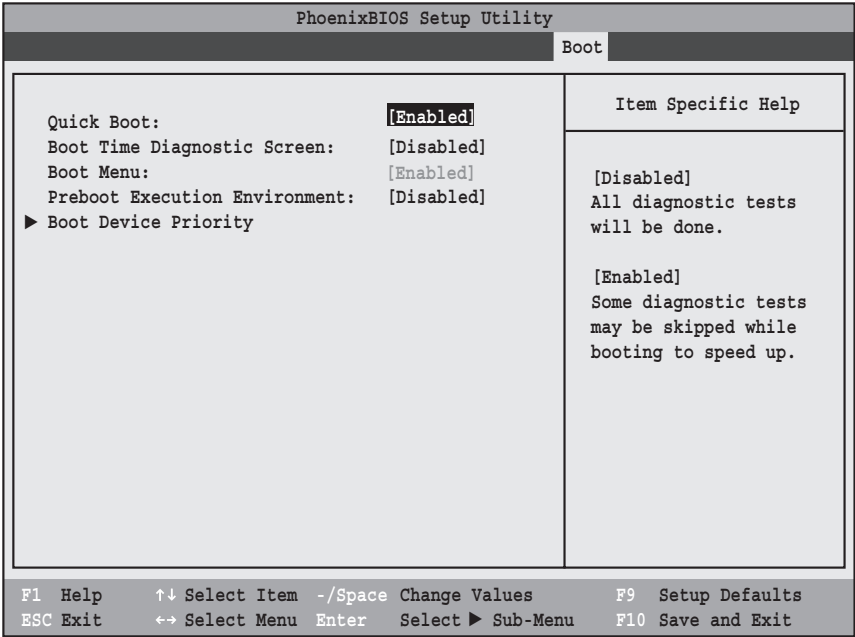 PhoenixBIOS Setup Utility
Boot
Quick Boot: [Enabled]
Boot Time Diagnostic Screen: [Disabled]
Boot Menu: [Enabled]
Preboot Execution Environment: [Disabled]
▶ Boot Device Priority
Item Specific Help
[Disabled]
All diagnostic tests
will be done.
[Enabled]
Some diagnostic tests
may be skipped while
booting to speed up.
F1 Help ↑↓ Select Item -/Space Change Values F9 Setup Defaults
ESC Exit ←→ Select Menu Enter Select ▶ Sub-Menu F10 Save and Exit